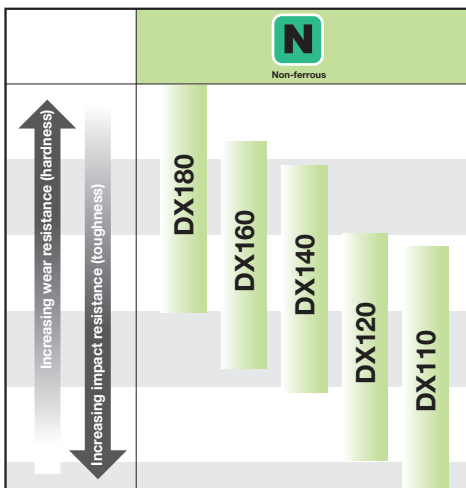 N
Non-ferrous
Increasing wear resistance (hardness)
Increasing impact resistance (toughness)
DX180
DX160
DX140
DX120
DX110